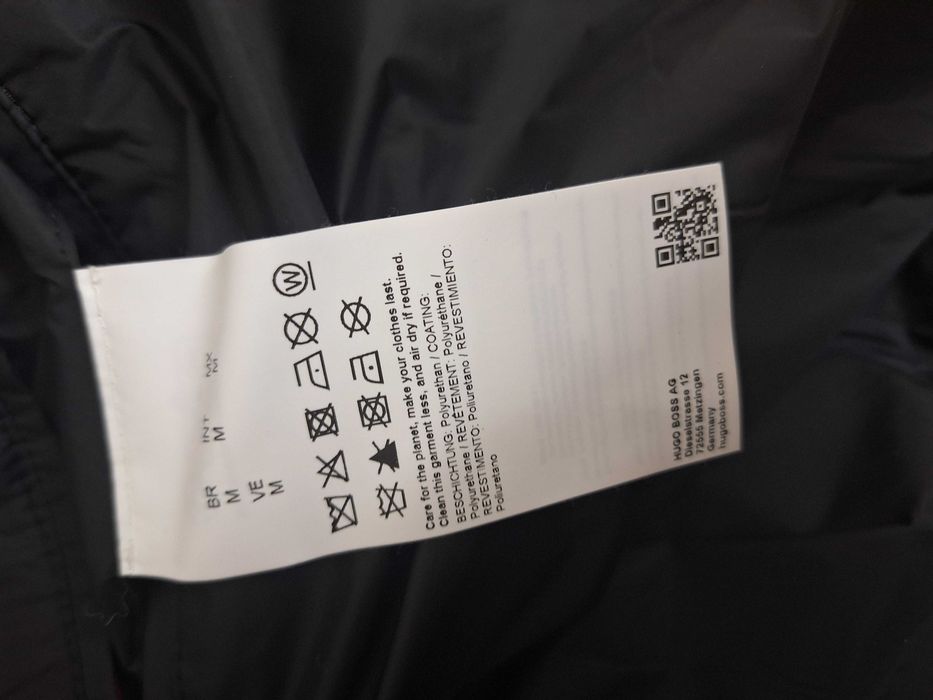 BR
M
INT
M
MX
M
VE
M
W
Care for the planet, make your clothes last.
Clean this garment less, and air dry if required.
BESCHICHTUNG: Polyurethan / COATING:
Polyurethane / REVÊTEMENT: Polyuréthane /
REVESTIMENTO: Poliuretano / REVESTIMIENTO:
Poliuretano
HUGO BOSS AG
Dieselstrasse 12
72555 Metzingen
Germany
hugoboss.com